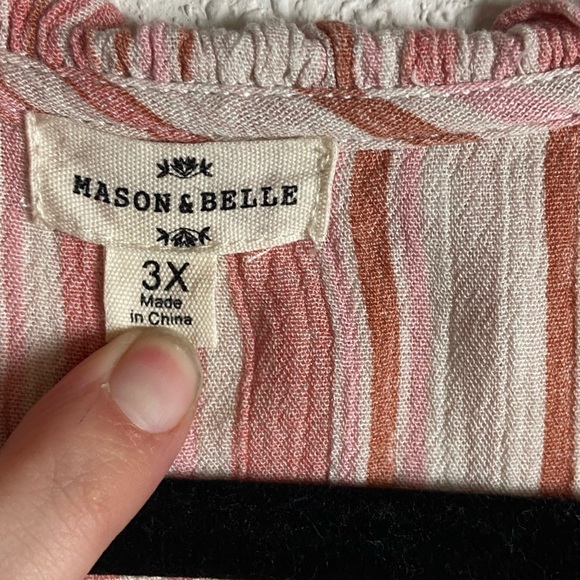 MASON & BELLE
3X
Made
in China